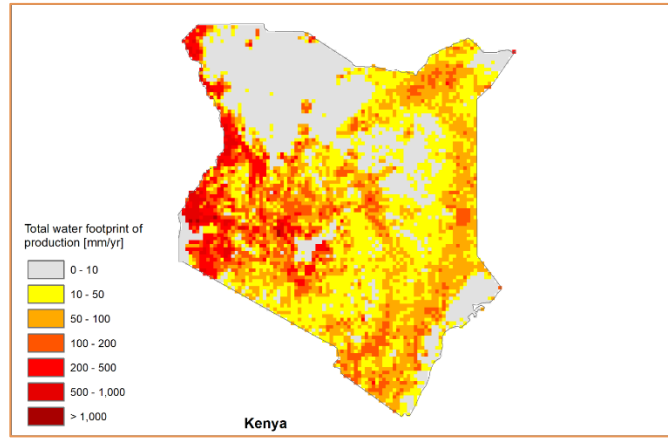 Total water footprint of
production [mm/yr]
0 - 10
10 - 50
50 - 100
100 - 200
200 - 500
500 - 1,000
> 1,000
Kenya